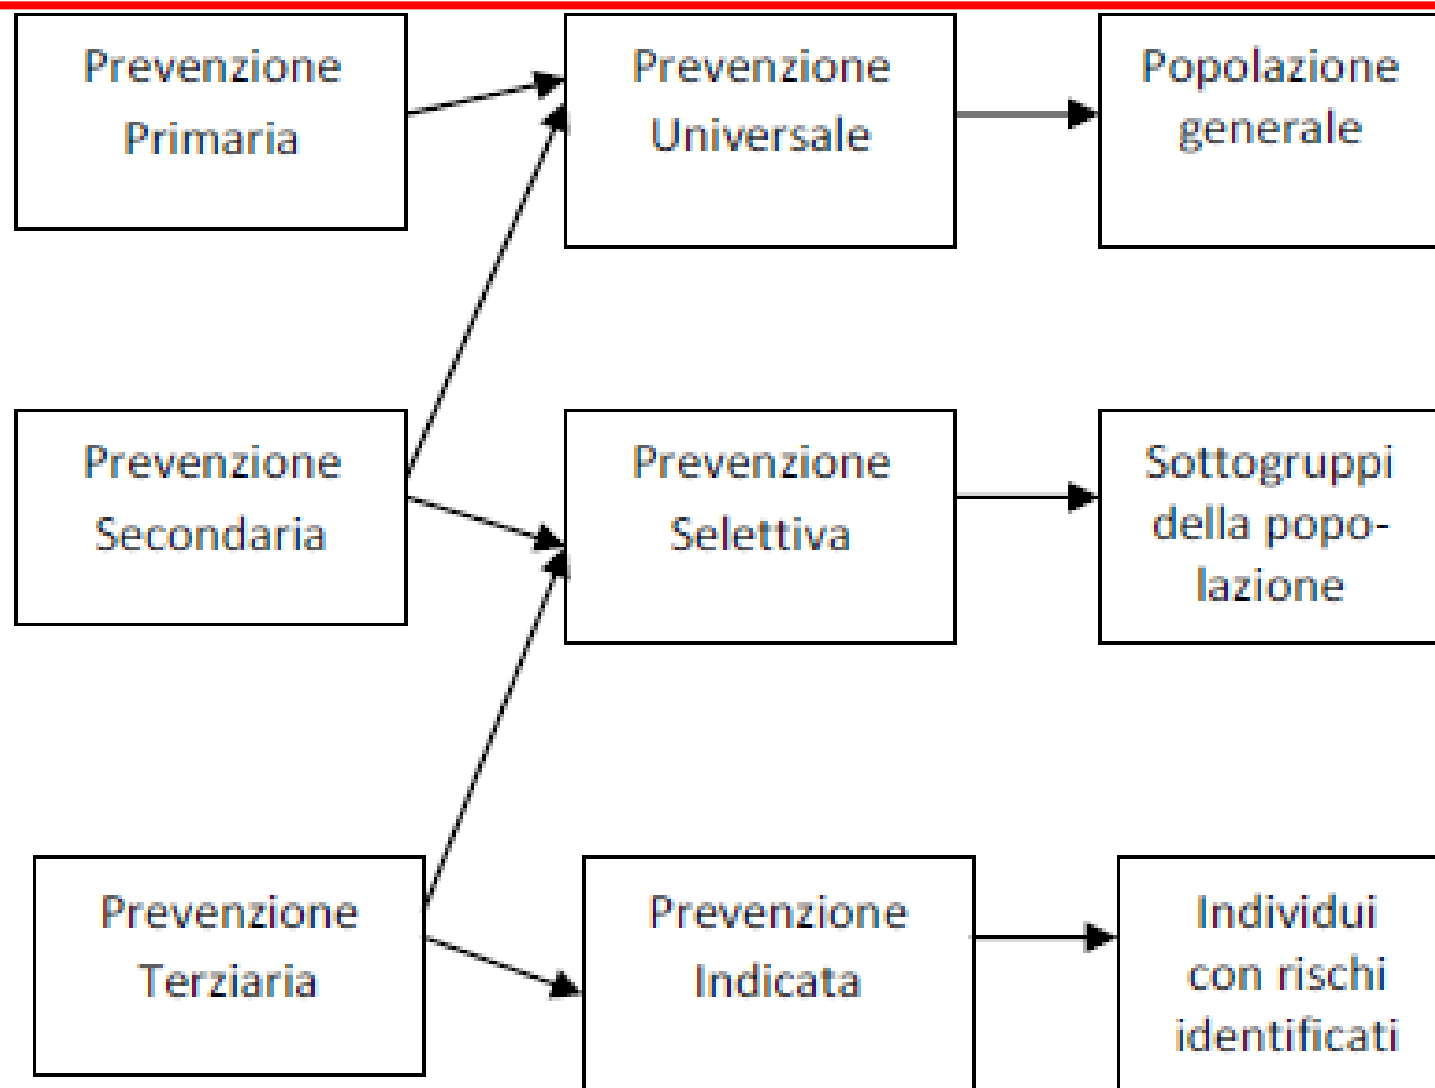 Prevenzione
Primaria
Prevenzione
Universale
Popolazione
generale
Prevenzione
Secondaria
Prevenzione
Selettiva
Sottogruppi
della popo-
lazione
Prevenzione
Terziaria
Prevenzione
Indicata
Individui
con rischi
identificati